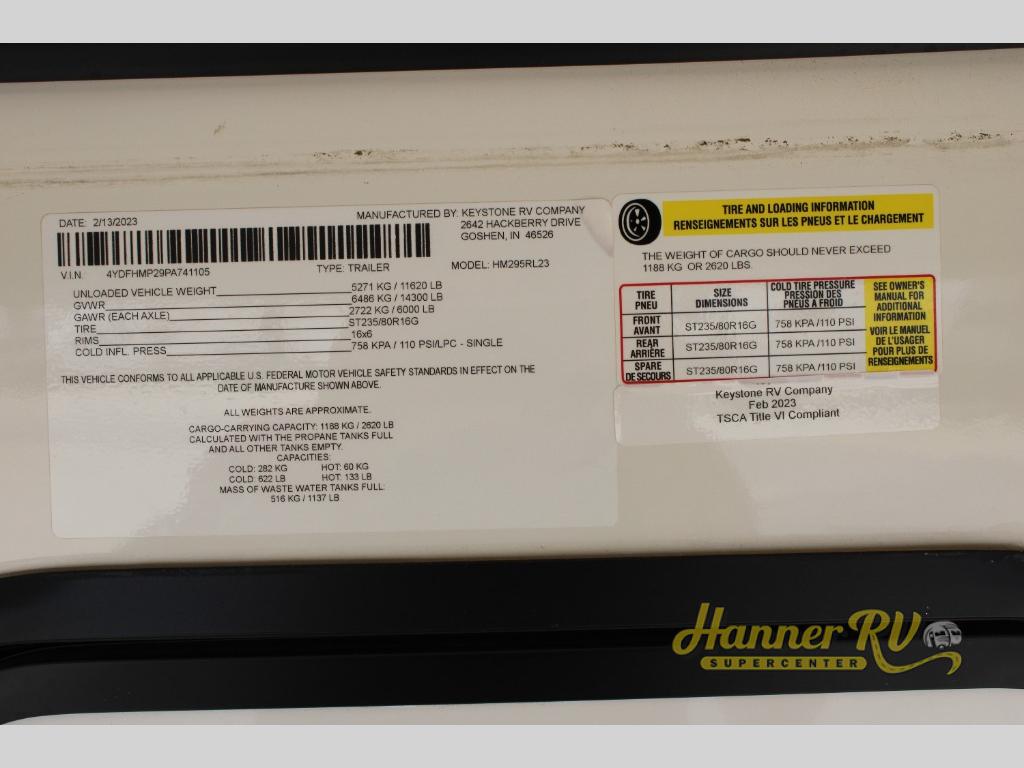 DATE: 2/13/2023
MANUFACTURED BY: KEYSTONE RV COMPANY
2642 HACKBERRY DRIVE
GOSHEN, IN 46526
V.I.N. 4YDFHMP29PA741105
TYPE: TRAILER
MODEL: HM295RL23
UNLOADED VEHICLE WEIGHT 5271 KG / 11620 LB
GVWR 6486 KG / 14300 LB
GAWR (EACH AXLE) 2722 KG / 6000 LB
TIRE ST235/80R16G
RIMS 16x6
COLD INFL. PRESS 758 KPA / 110 PSI/LPC - SINGLE
THIS VEHICLE CONFORMS TO ALL APPLICABLE U.S. FEDERAL MOTOR VEHICLE SAFETY STANDARDS IN EFFECT ON THE
DATE OF MANUFACTURE SHOWN ABOVE.
ALL WEIGHTS ARE APPROXIMATE.
CARGO-CARRYING CAPACITY: 1188 KG / 2620 LB
CALCULATED WITH THE PROPANE TANKS FULL
AND ALL OTHER TANKS EMPTY.
CAPACITIES:
COLD: 282 KG HOT: 60 KG
COLD: 622 LB HOT: 133 LB
MASS OF WASTE WATER TANKS FULL:
516 KG / 1137 LB
TIRE AND LOADING INFORMATION
RENSEIGNEMENTS SUR LES PNEUS ET LE CHARGEMENT
THE WEIGHT OF CARGO SHOULD NEVER EXCEED
1188 KG OR 2620 LBS.
TIRE
PNEU
SIZE
DIMENSIONS
COLD TIRE PRESSURE
PRESSION DES
PNEUS A FROID
FRONT
AVANT
ST235/80R16G
758 KPA /110 PSI
REAR
ARRIÈRE
ST235/80R16G
758 KPA /110 PSI
SPARE
DE SECOURS
ST235/80R16G
758 KPA /110 PSI
SEE OWNER'S
MANUAL FOR
ADDITIONAL
INFORMATION
VOIR LE MANUEL
DE L'USAGER
POUR PLUS DE
RENSEIGNEMENTS
Keystone RV Company
Feb 2023
TSCA Title VI Compliant
Hanner RV
SUPERCENTER